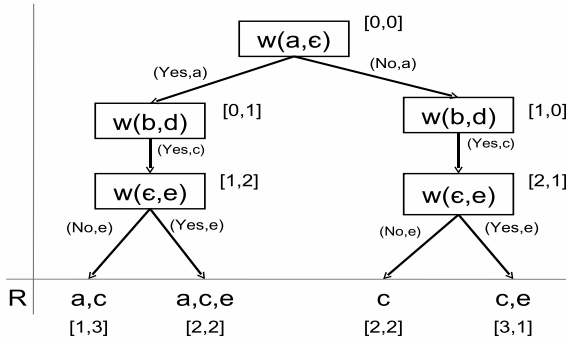 w(a,ϵ) [0,0]
(Yes,a) (No,a)
w(b,d) [0,1] w(b,d) [1,0]
(Yes,c) (Yes,c)
w(ϵ,e) [1,2] w(ϵ,e) [2,1]
(No,e) (Yes,e) (No,e) (Yes,e)
R a,c a,c,e c c,e
[1,3] [2,2] [2,2] [3,1]